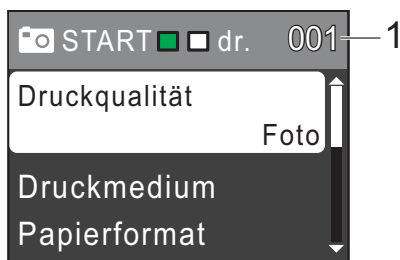 START dr. 001 1
Druckqualität
Foto
Druckmedium
Papierformat